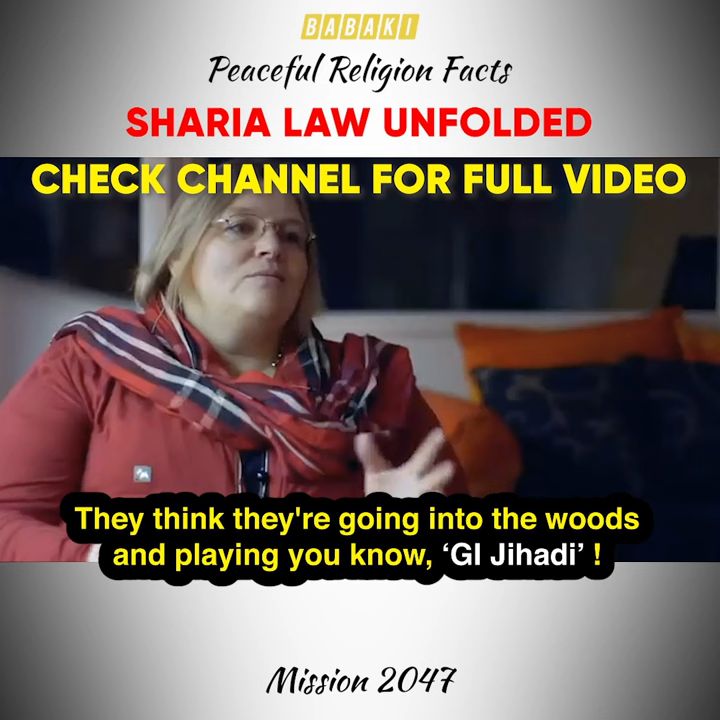 BABAKI
Peaceful Religion Facts
SHARIA LAW UNFOLDED
CHECK CHANNEL FOR FULL VIDEO
They think they're going into the woods
and playing you know, ‘GI Jihadi’ !
Mission 2047